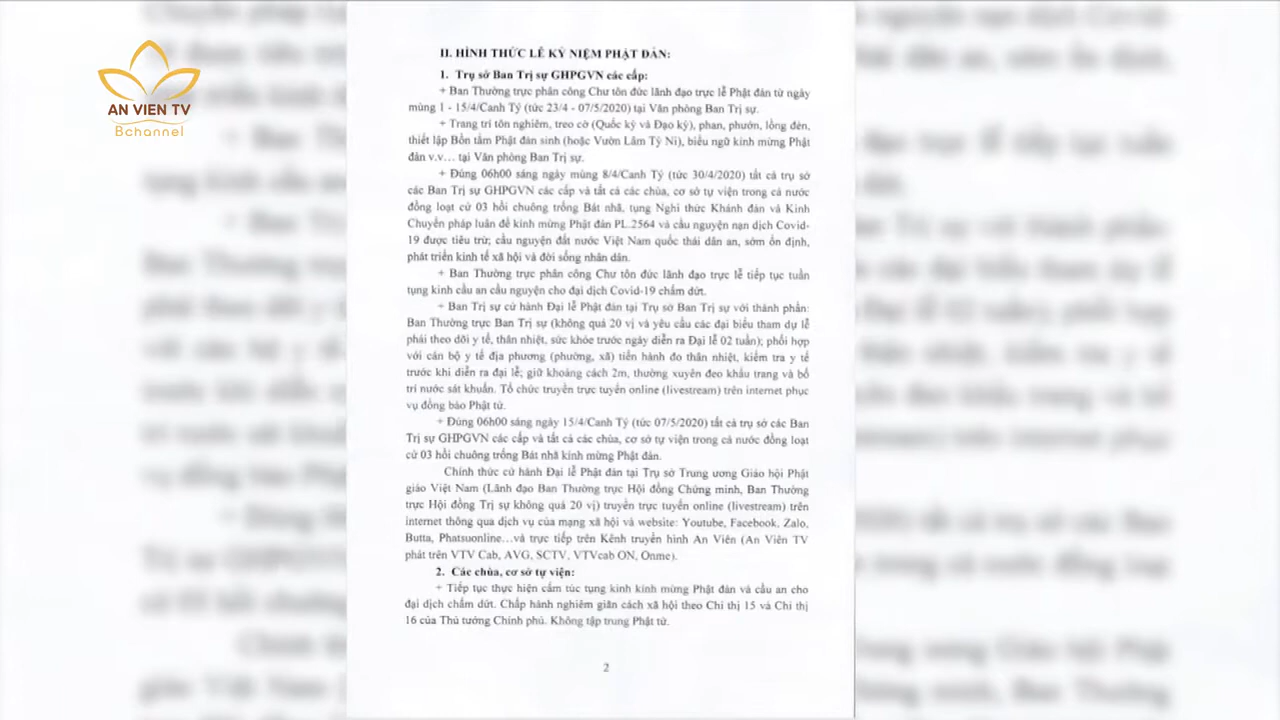 AN VIEN TV
Bchannel
II. HÌNH THỨC LỄ KỶ NIỆM PHẬT ĐẢN:
1. Trụ sở Ban Trị sự GHPGVN các cấp:
+ Ban Thường trực phân công Chư tôn đức lãnh đạo trực lễ Phật đản từ ngày
mùng 1 - 15/4/Canh Tý (tức 23/4 - 07/5/2020) tại Văn phòng Ban Trị sự.
+ Trang trí tôn nghiêm, treo cờ (Quốc kỳ và Đạo kỳ), phan, phướn, lồng đèn,
thiết lập Bồn tắm Phật đản sinh (hoặc Vườn Lâm Tỳ Ni), biểu ngữ kính mừng Phật
đản v.v… tại Văn phòng Ban Trị sự.
+ Đúng 06h00 sáng ngày mùng 8/4/Canh Tý (tức 30/4/2020) tất cả trụ sở
các Ban Trị sự GHPGVN các cấp và tất cả các chùa, cơ sở tự viện trong cả nước
đồng loạt cử 03 hồi chuông trống Bát nhã, tụng Nghi thức Khánh đản và Kinh
Chuyển pháp luân để kính mừng Phật đản PL.2564 và cầu nguyện nạn dịch Covid-
19 được tiêu trừ; cầu nguyện đất nước Việt Nam quốc thái dân an, sớm ổn định,
phát triển kinh tế xã hội và đời sống nhân dân.
+ Ban Thường trực phân công Chư tôn đức lãnh đạo trực lễ tiếp tục tuần
tụng kinh cầu an cầu nguyện cho đại dịch Covid-19 chấm dứt.
+ Ban Trị sự cử hành Đại lễ Phật đản tại Trụ sở Ban Trị sự với thành phần:
Ban Thường trực Ban Trị sự (không quá 20 vị và yêu cầu các đại biểu tham dự lễ
phải theo dõi y tế, thân nhiệt, sức khỏe trước ngày diễn ra Đại lễ 02 tuần); phối hợp
với cán bộ y tế địa phương (phường, xã) tiến hành đo thân nhiệt, kiểm tra y tế
trước khi diễn ra đại lễ; giữ khoảng cách 2m, thường xuyên đeo khẩu trang và bố
trí nước sát khuẩn. Tổ chức truyền trực tuyến online (livestream) trên internet phục
vụ đồng bào Phật tử.
+ Đúng 06h00 sáng ngày 15/4/Canh Tý (tức 07/5/2020) tất cả trụ sở các Ban
Trị sự GHPGVN các cấp và tất cả các chùa, cơ sở tự viện trong cả nước đồng loạt
cử 03 hồi chuông trống Bát nhã kính mừng Phật đản.
Chính thức cử hành Đại lễ Phật đản tại Trụ sở Trung ương Giáo hội Phật
giáo Việt Nam (Lãnh đạo Ban Thường trực Hội đồng Chứng minh, Ban Thường
trực Hội đồng Trị sự không quá 20 vị) truyền trực tuyến online (livestream) trên
internet thông qua dịch vụ của mạng xã hội và website: Youtube, Facebook, Zalo,
Butta, Phatsuonline…và trực tiếp trên Kênh truyền hình An Viên (An Viên TV
phát trên VTV Cab, AVG, SCTV, VTVcab ON, Onme).
2. Các chùa, cơ sở tự viện:
+ Tiếp tục thực hiện cấm túc tụng kinh kính mừng Phật đản và cầu an cho
đại dịch chấm dứt. Chấp hành nghiêm giãn cách xã hội theo Chỉ thị 15 và Chỉ thị
16 của Thủ tướng Chính phủ. Không tập trung Phật tử.
2